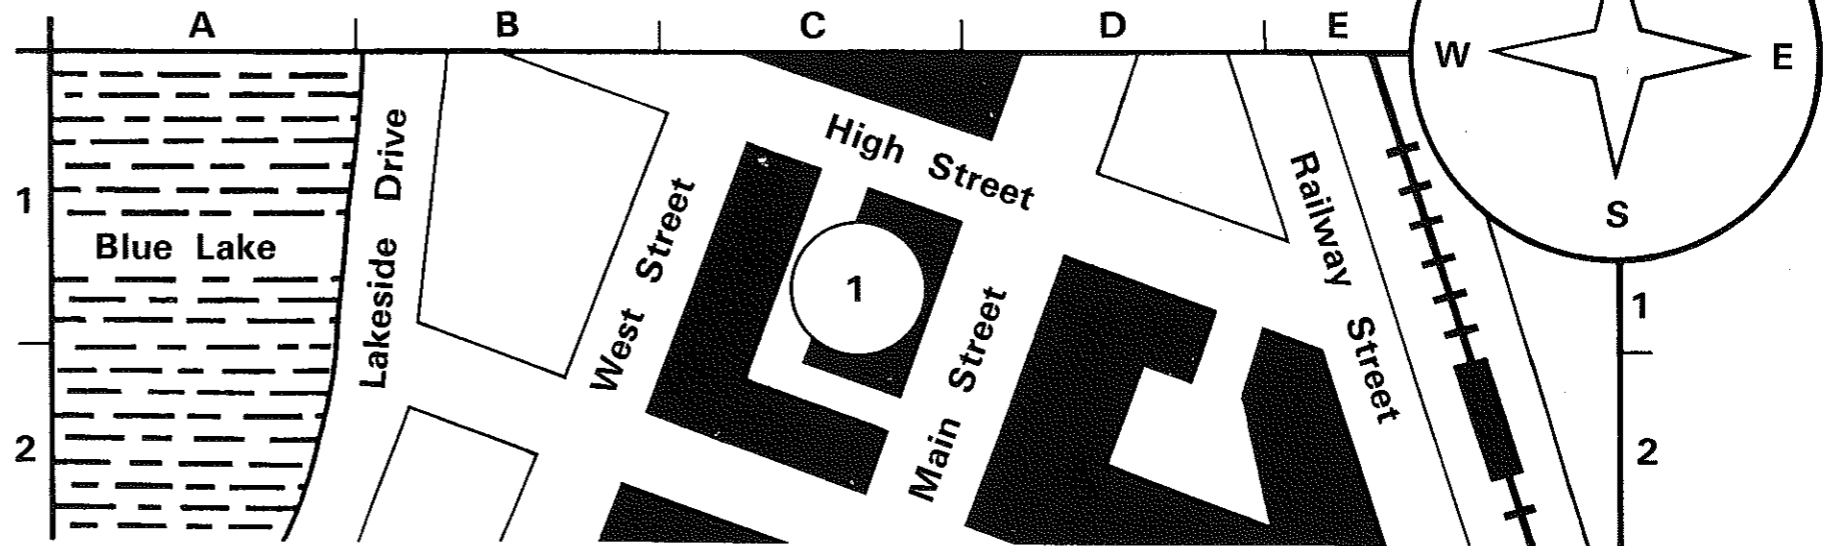 A B C D E
W E
S
1
Blue Lake
Lakeside Drive
High Street
West Street
1
Main Street
Railway Street
1
2
2